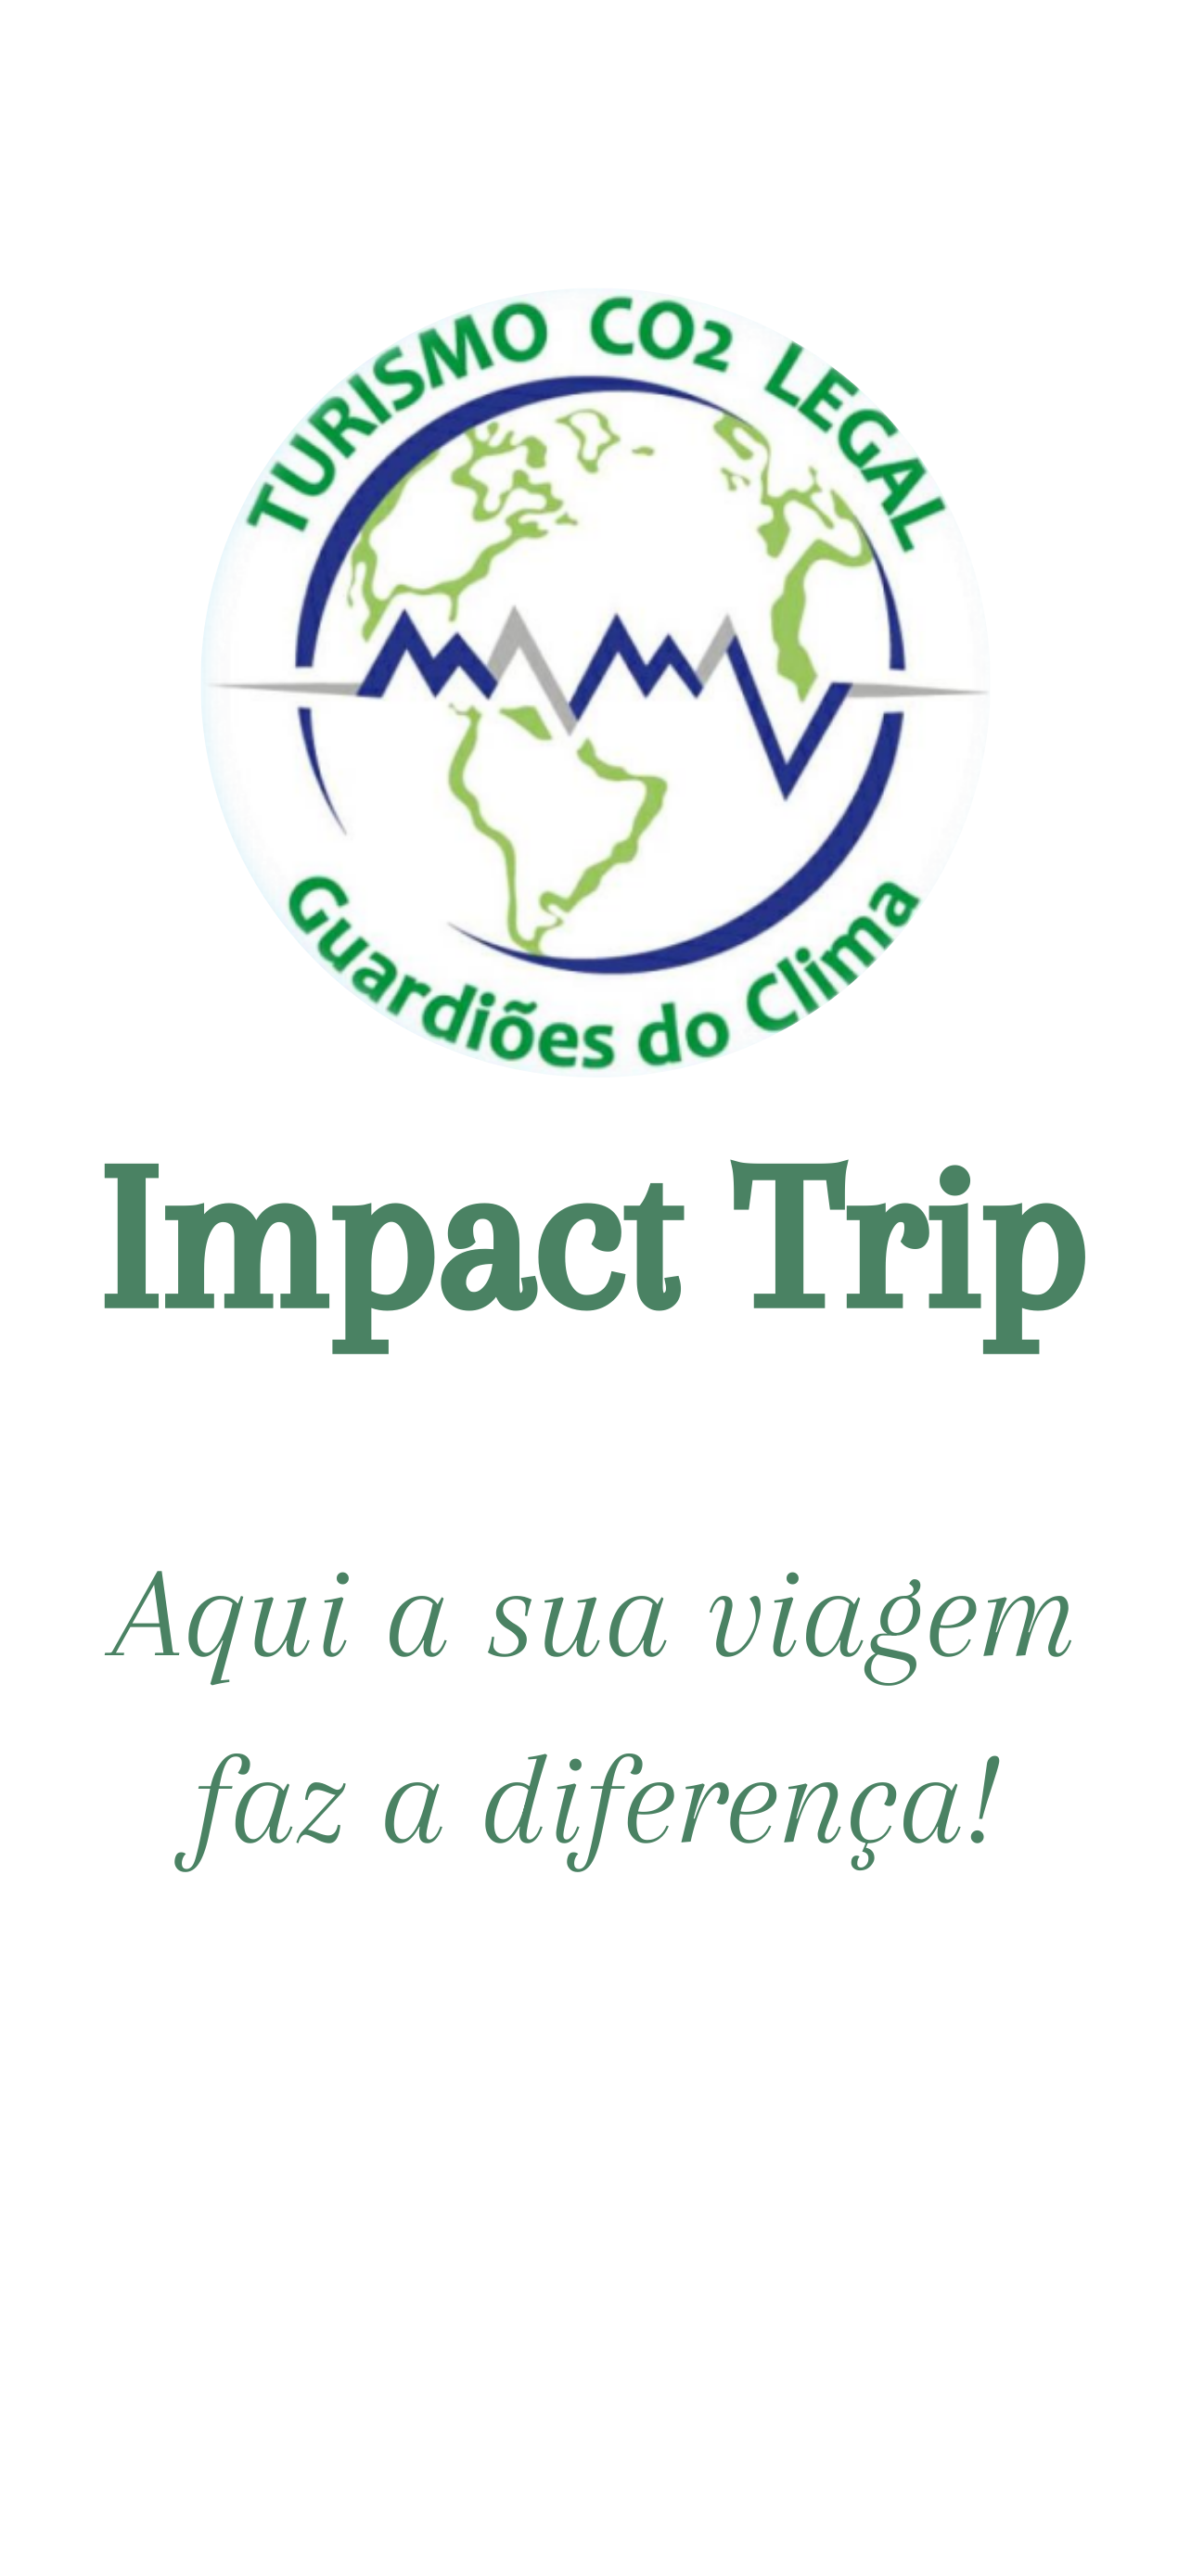 TURISMO CO2 LEGAL
Guardiões do Clima
Impact Trip
Aqui a sua viagem
faz a diferença!